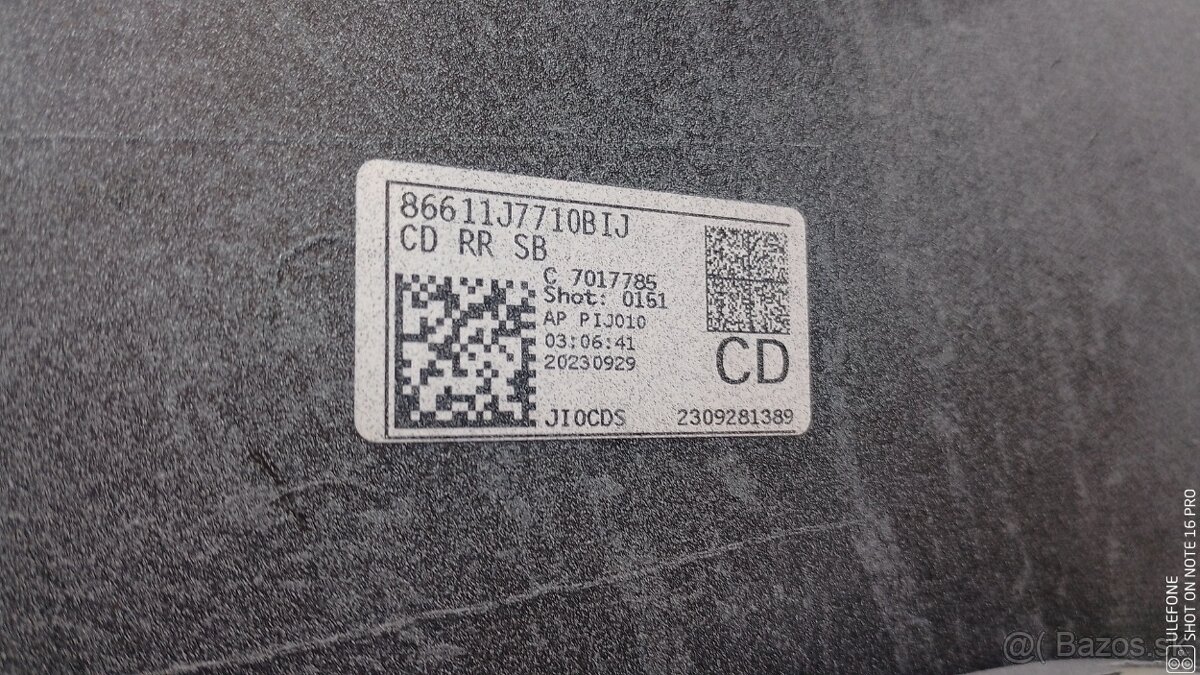 86611J7710BIJ
CD RR SB
C 7017785
Shot: 0151
AP PIJ010
03:06:41
20230929
CD
JI0CDS 2309281389
@( Bazos.sk
ULEFONE
SHOT ON NOTE 16 PRO